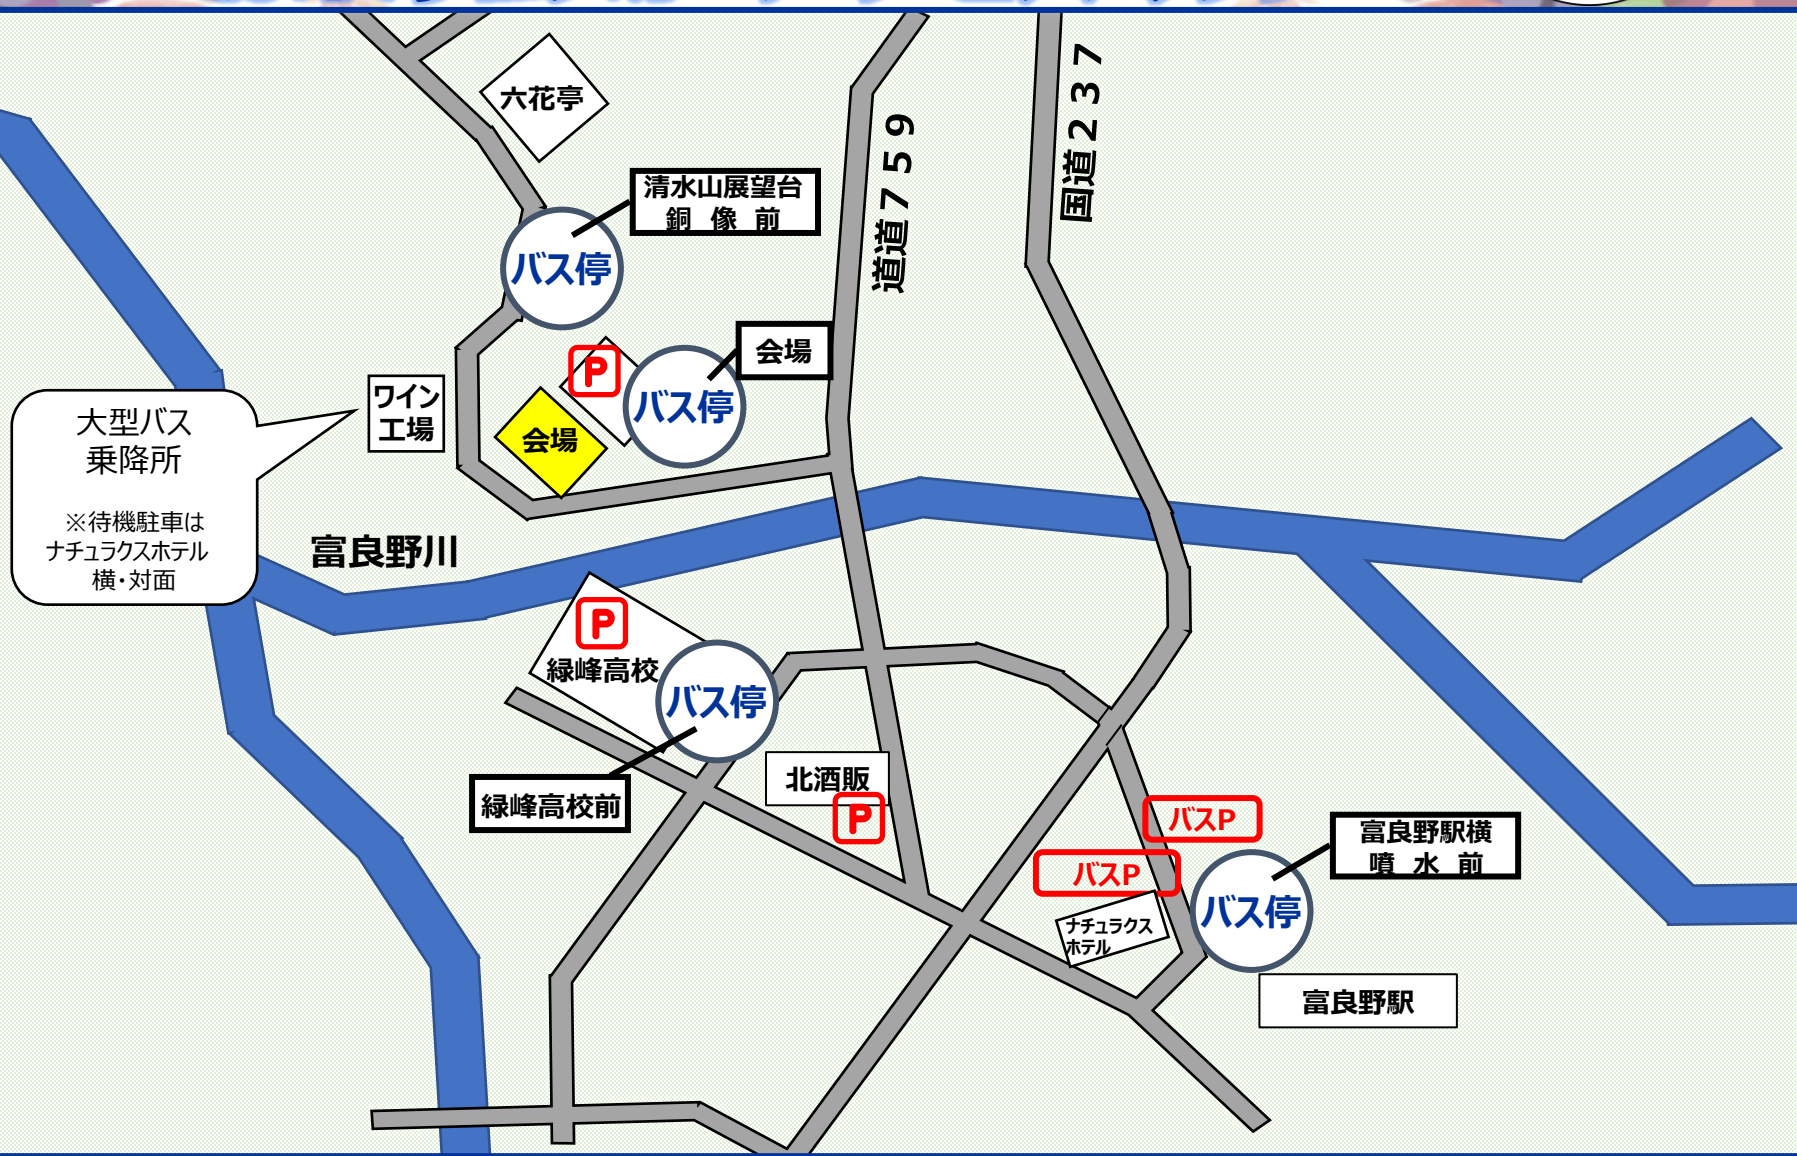 六花亭
清水山展望台
銅 像 前
バス停
道道759
国道237
会場
P
バス停
会場
ワイン
工場
大型バス
乗降所
※待機駐車は
ナチュラクスホテル
横・対面
富良野川
P
緑峰高校
バス停
緑峰高校前
北酒販
P
バスP
バスP
富良野駅横
噴 水 前
バス停
ナチュラクス
ホテル
富良野駅